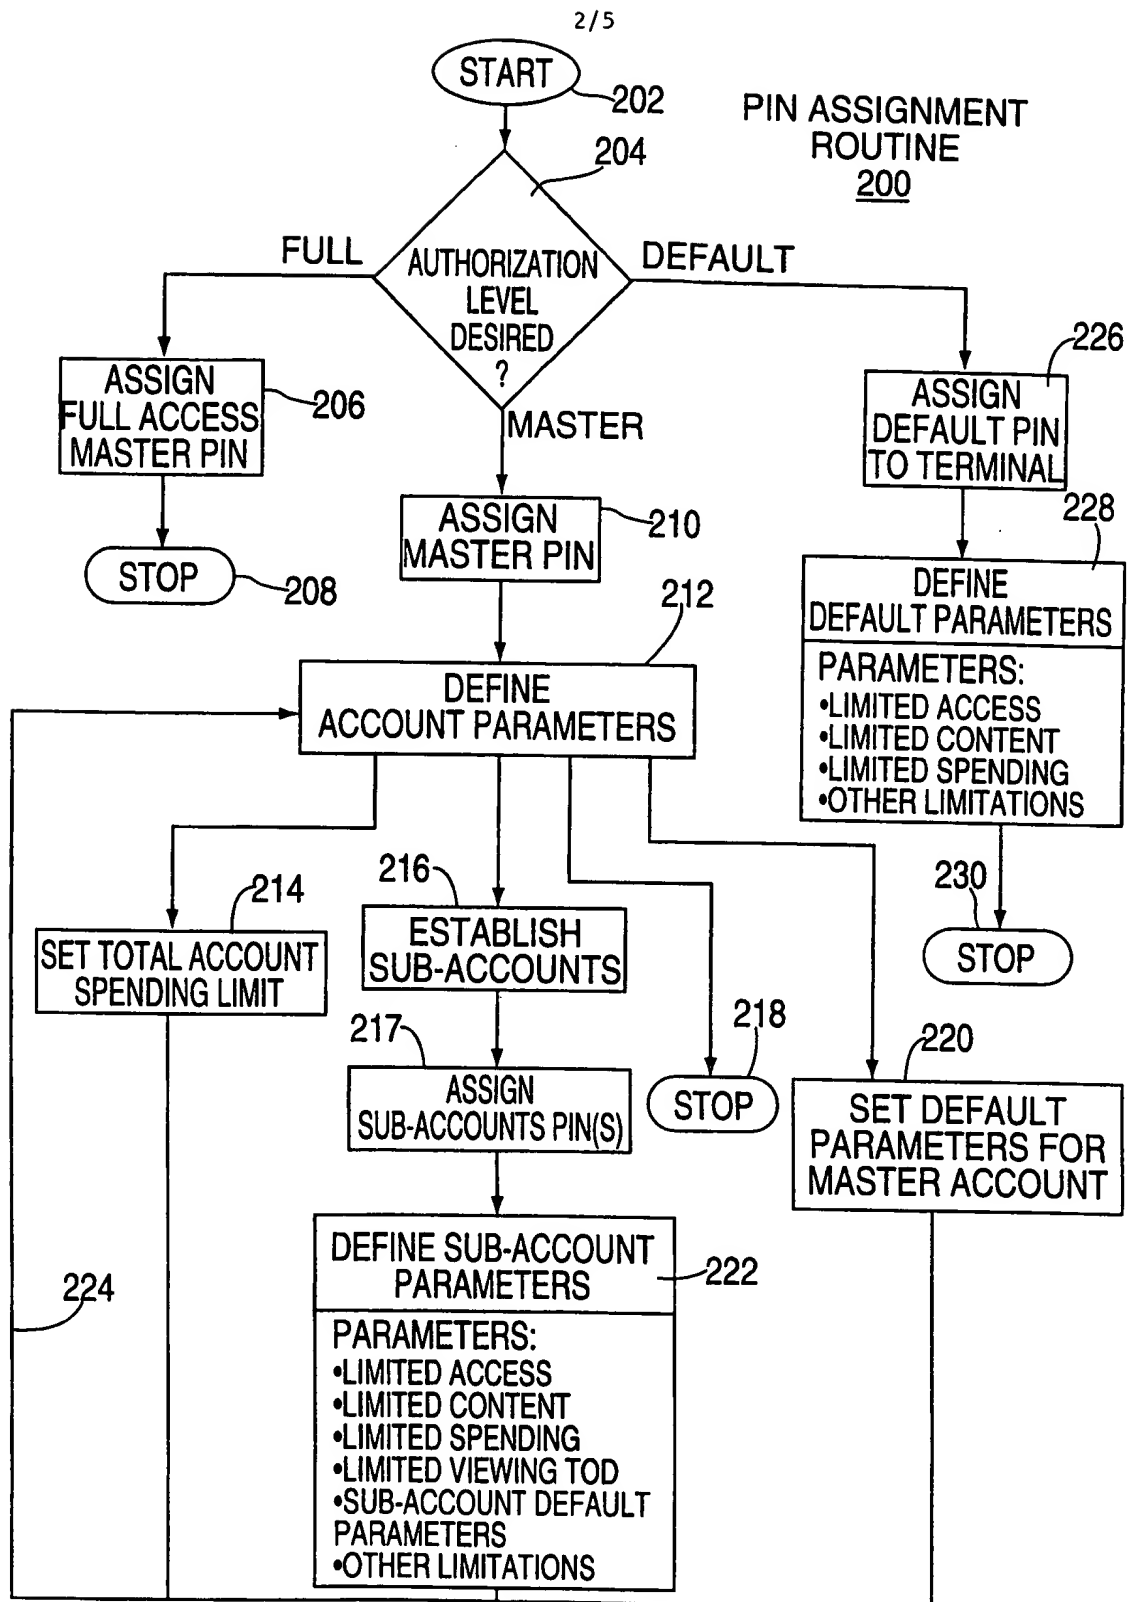 2/5
START
202
PIN ASSIGNMENT
ROUTINE
200
204
FULL
AUTHORIZATION
LEVEL
DESIRED
?
DEFAULT
MASTER
ASSIGN
FULL ACCESS
MASTER PIN
206
STOP
208
ASSIGN
MASTER PIN
210
226
ASSIGN
DEFAULT PIN
TO TERMINAL
228
DEFINE
DEFAULT PARAMETERS
PARAMETERS:
•LIMITED ACCESS
•LIMITED CONTENT
•LIMITED SPENDING
•OTHER LIMITATIONS
230
STOP
212
DEFINE
ACCOUNT PARAMETERS
214
SET TOTAL ACCOUNT
SPENDING LIMIT
216
ESTABLISH
SUB-ACCOUNTS
217
ASSIGN
SUB-ACCOUNTS PIN(S)
218
STOP
220
SET DEFAULT
PARAMETERS FOR
MASTER ACCOUNT
DEFINE SUB-ACCOUNT
PARAMETERS
222
PARAMETERS:
•LIMITED ACCESS
•LIMITED CONTENT
•LIMITED SPENDING
•LIMITED VIEWING TOD
•SUB-ACCOUNT DEFAULT
PARAMETERS
•OTHER LIMITATIONS
224